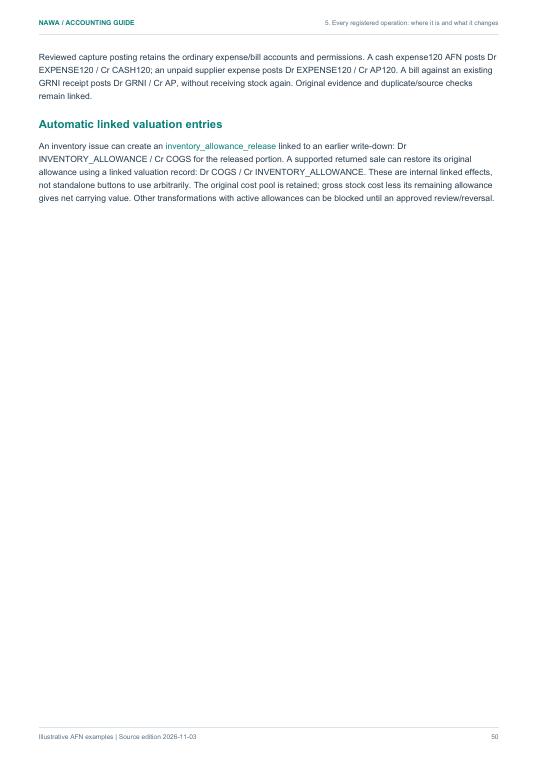 NAWA / ACCOUNTING GUIDE
5. Every registered operation: where it is and what it changes
Reviewed capture posting retains the ordinary expense/bill accounts and permissions. A cash expense120 AFN posts Dr
EXPENSE120 / Cr CASH120; an unpaid supplier expense posts Dr EXPENSE120 / Cr AP120. A bill against an existing
GRNI receipt posts Dr GRNI / Cr AP, without receiving stock again. Original evidence and duplicate/source checks
remain linked.
Automatic linked valuation entries
An inventory issue can create an inventory_allowance_release linked to an earlier write-down: Dr
INVENTORY_ALLOWANCE / Cr COGS for the released portion. A supported returned sale can restore its original
allowance using a linked valuation record: Dr COGS / Cr INVENTORY_ALLOWANCE. These are internal linked effects,
not standalone buttons to use arbitrarily. The original cost pool is retained; gross stock cost less its remaining allowance
gives net carrying value. Other transformations with active allowances can be blocked until an approved review/reversal.
Illustrative AFN examples | Source edition 2026-11-03
50